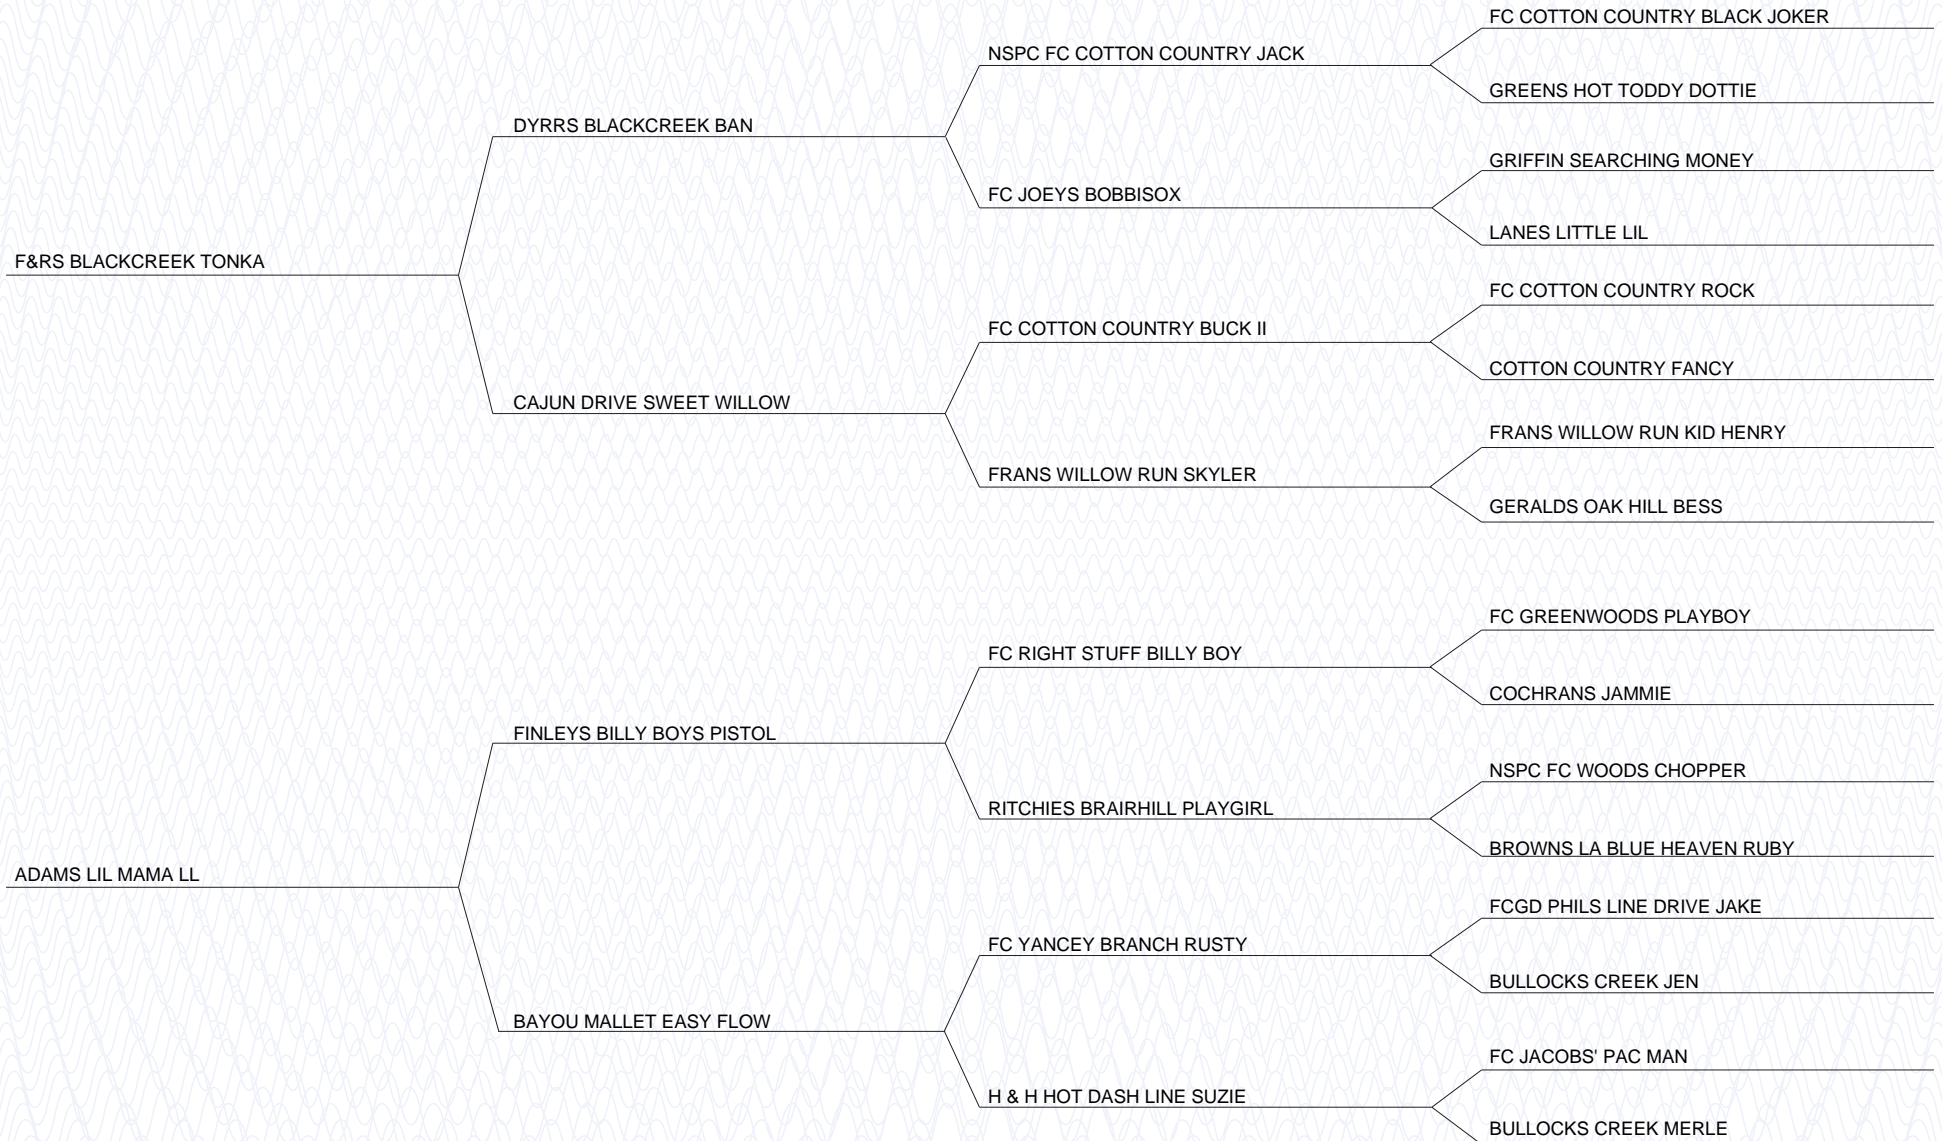 FC COTTON COUNTRY BLACK JOKER
NSPC FC COTTON COUNTRY JACK
GREENS HOT TODDY DOTTIE
DYRRS BLACKCREEK BAN
GRIFFIN SEARCHING MONEY
FC JOEYS BOBBISOX
LANES LITTLE LIL
F&RS BLACKCREEK TONKA
FC COTTON COUNTRY ROCK
FC COTTON COUNTRY BUCK II
COTTON COUNTRY FANCY
CAJUN DRIVE SWEET WILLOW
FRANS WILLOW RUN KID HENRY
FRANS WILLOW RUN SKYLER
GERALDS OAK HILL BESS
FC GREENWOODS PLAYBOY
FC RIGHT STUFF BILLY BOY
COCHRANS JAMMIE
FINLEYS BILLY BOYS PISTOL
NSPC FC WOODS CHOPPER
RITCHIES BRAIRHILL PLAYGIRL
BROWNS LA BLUE HEAVEN RUBY
ADAMS LIL MAMA LL
FCGD PHILS LINE DRIVE JAKE
FC YANCEY BRANCH RUSTY
BULLOCKS CREEK JEN
BAYOU MALLET EASY FLOW
FC JACOBS' PAC MAN
H & H HOT DASH LINE SUZIE
BULLOCKS CREEK MERLE